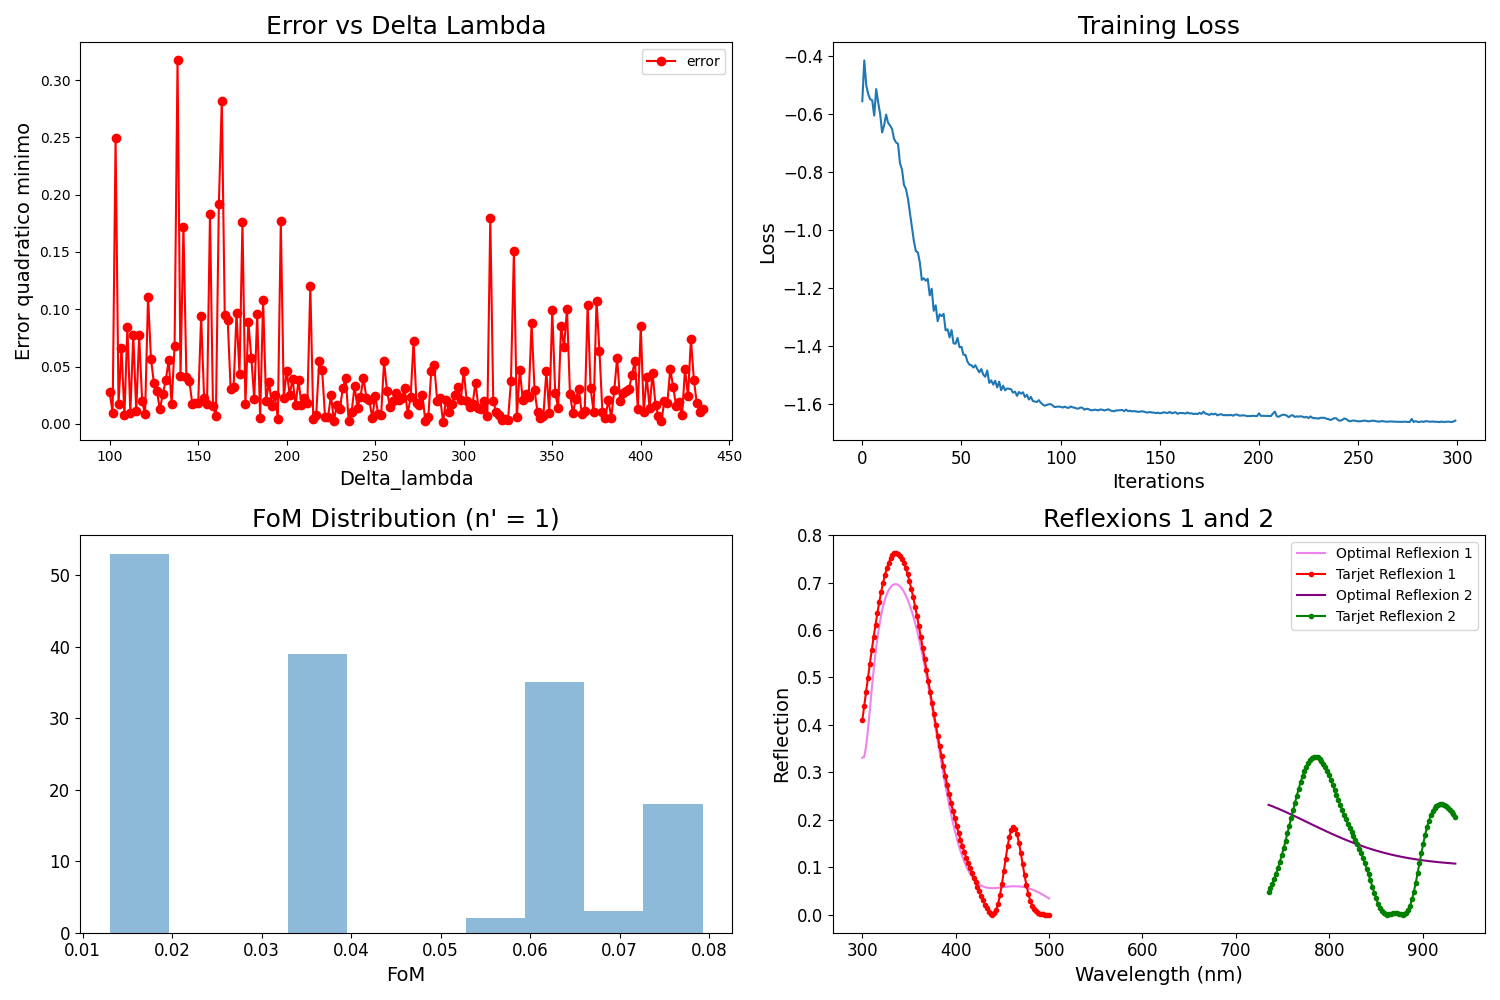 Error vs Delta Lambda
error
Error quadratico minimo
0.30
0.25
0.20
0.15
0.10
0.05
0.00
100 150 200 250 300 350 400 450
Delta_lambda
Training Loss
Loss
−0.4
−0.6
−0.8
−1.0
−1.2
−1.4
−1.6
0 50 100 150 200 250 300
Iterations
FoM Distribution (n' = 1)
50
40
30
20
10
0
0.01 0.02 0.03 0.04 0.05 0.06 0.07 0.08
FoM
Reflexions 1 and 2
Optimal Reflexion 1
Tarjet Reflexion 1
Optimal Reflexion 2
Tarjet Reflexion 2
Reflection
0.8
0.7
0.6
0.5
0.4
0.3
0.2
0.1
0.0
300 400 500 600 700 800 900
Wavelength (nm)